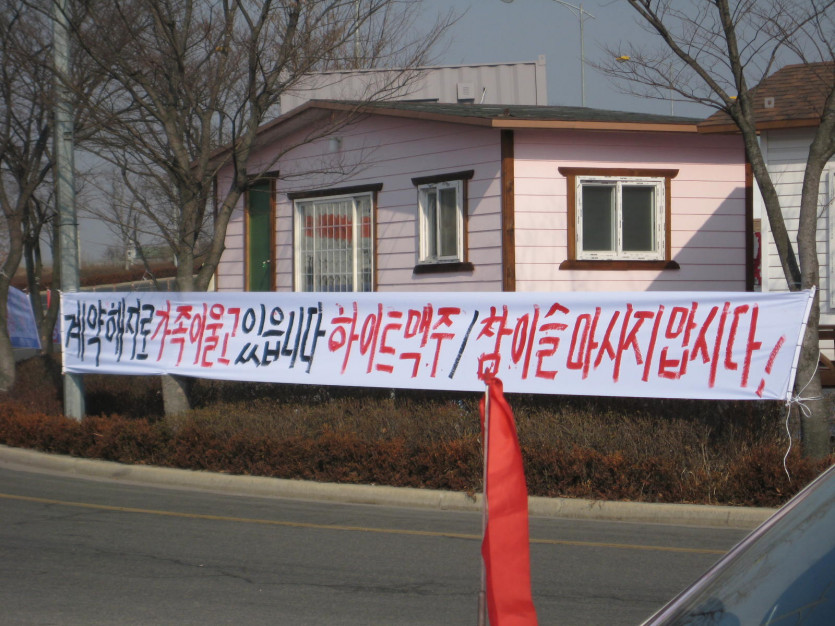 계약해지로 가족이울고 있읍니다 하이트맥주/참이슬마시지맙시다!